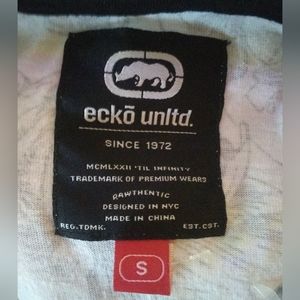 eckō unltd.
SINCE 1972
MCMLXXII 'TIL INFINITY
TRADEMARK OF PREMIUM WEARS
RAWTHENTIC
DESIGNED IN NYC
MADE IN CHINA
REG.TDMK. EST.CST.
S